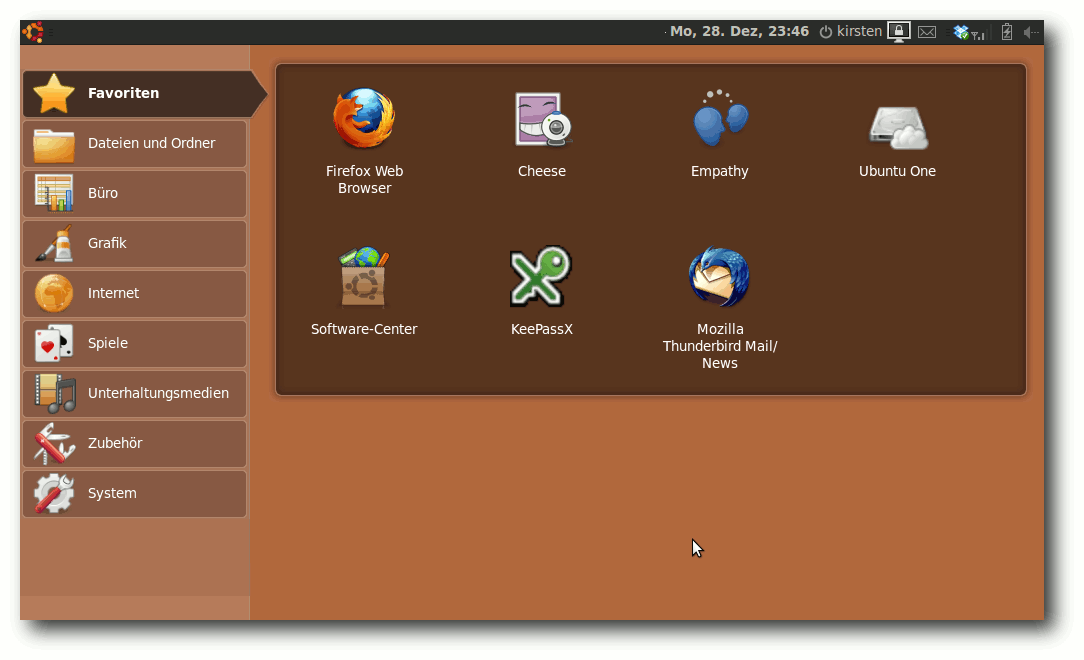 Mo, 28. Dez, 23:46 kirsten
Favoriten
Dateien und Ordner
Büro
Grafik
Internet
Spiele
Unterhaltungsmedien
Zubehör
System
Firefox Web
Browser
Cheese
Empathy
Ubuntu One
Software-Center
KeePassX
Mozilla
Thunderbird Mail/
News